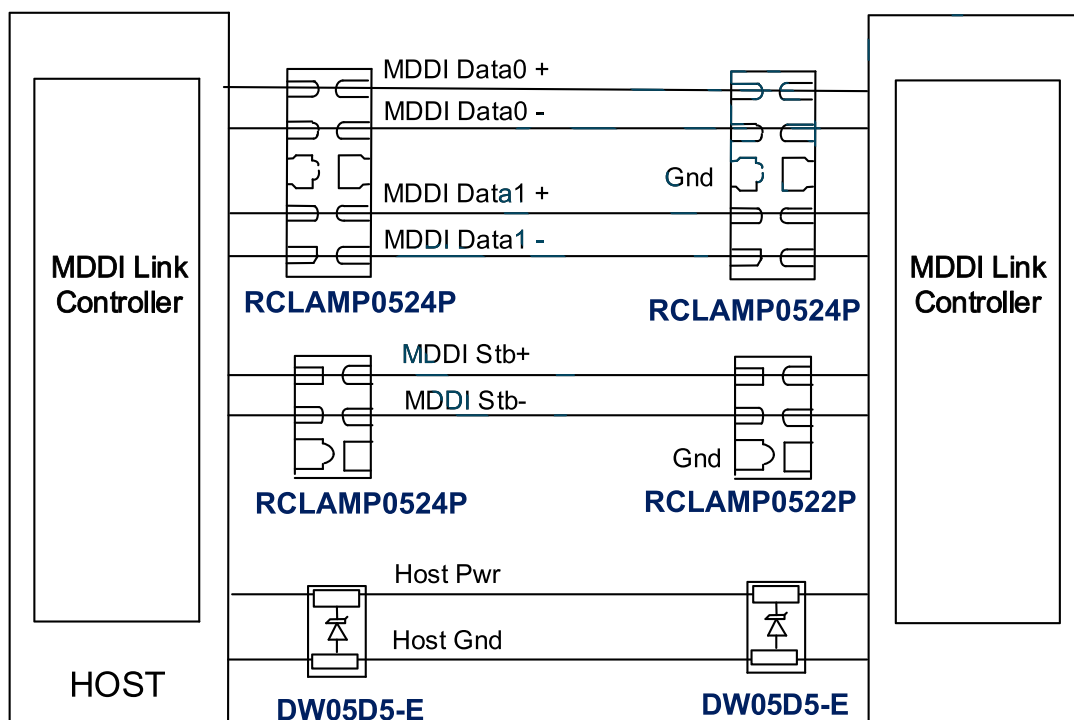 MDDI Data0 +
MDDI Data0 -
Gnd
MDDI Data1 +
MDDI Data1 -
MDDI Link
Controller
MDDI Link
Controller
RCLAMP0524P
RCLAMP0524P
MDDI Stb+
MDDI Stb-
Gnd
RCLAMP0524P
RCLAMP0522P
Host Pwr
Host Gnd
HOST
DW05D5-E
DW05D5-E